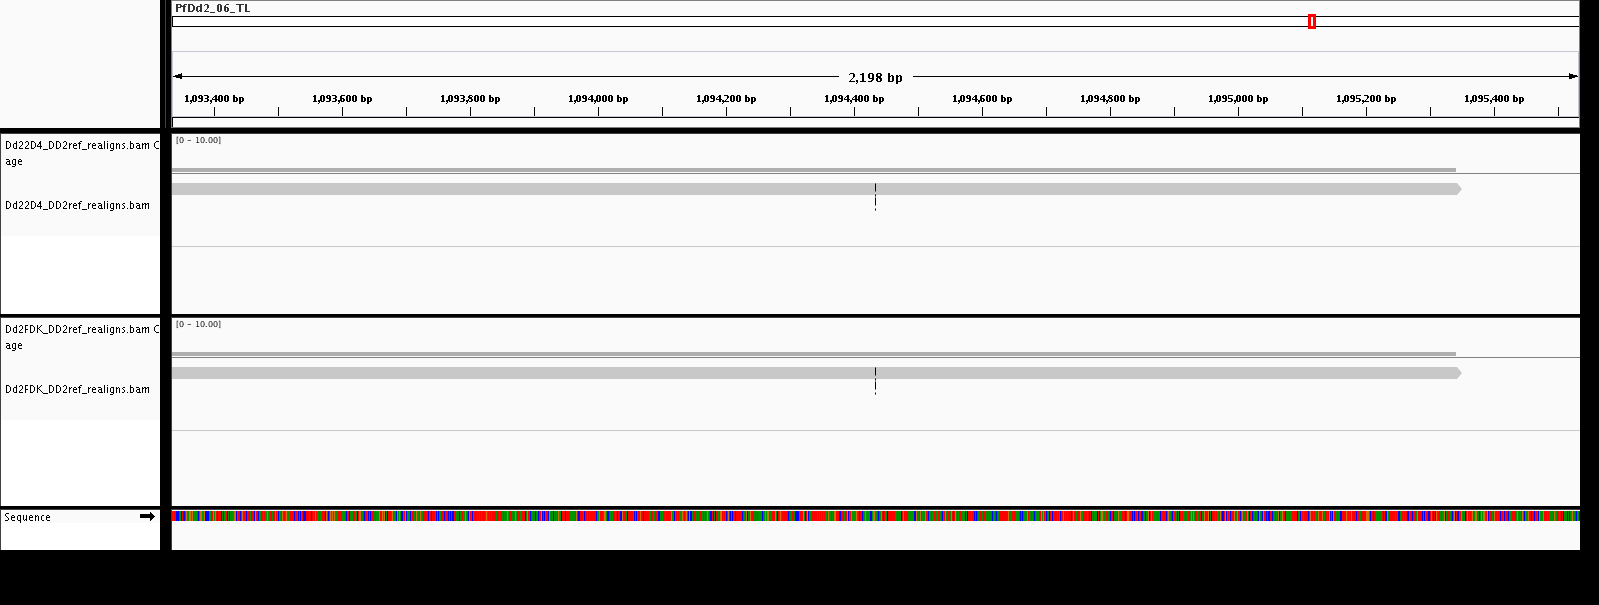 PfDd2_06_TL
2,198 bp
1,093,400 bp 1,093,600 bp 1,093,800 bp 1,094,000 bp 1,094,200 bp 1,094,400 bp 1,094,600 bp 1,094,800 bp 1,095,000 bp 1,095,200 bp 1,095,400 bp
Dd22D4_DD2ref_realigns.bam C
age
[0 - 10.00]
Dd22D4_DD2ref_realigns.bam
Dd2FDK_DD2ref_realigns.bam C
age
[0 - 10.00]
Dd2FDK_DD2ref_realigns.bam
Sequence